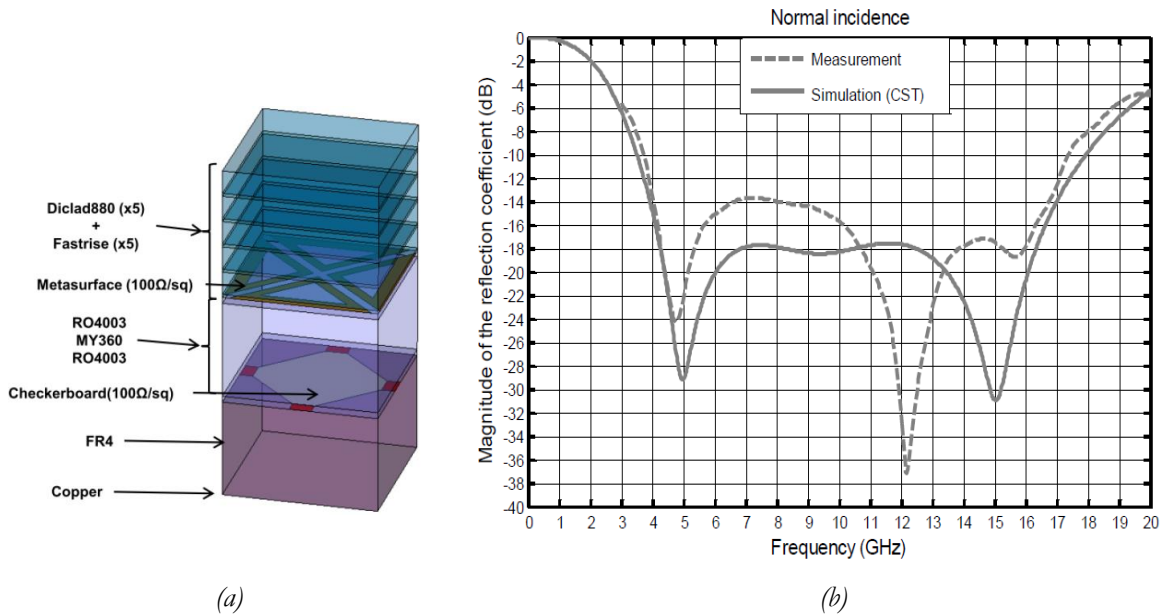 Diclad880 (x5)
+
Fastrise (x5)
Metasurface (100Ω/sq)
RO4003
MY360
RO4003
Checkerboard(100Ω/sq)
FR4
Copper
(a)
Normal incidence
Measurement
Simulation (CST)
Magnitude of the reflection coefficient (dB)
0
-2
-4
-6
-8
-10
-12
-14
-16
-18
-20
-22
-24
-26
-28
-30
-32
-34
-36
-38
-40
0 1 2 3 4 5 6 7 8 9 10 11 12 13 14 15 16 17 18 19 20
Frequency (GHz)
(b)